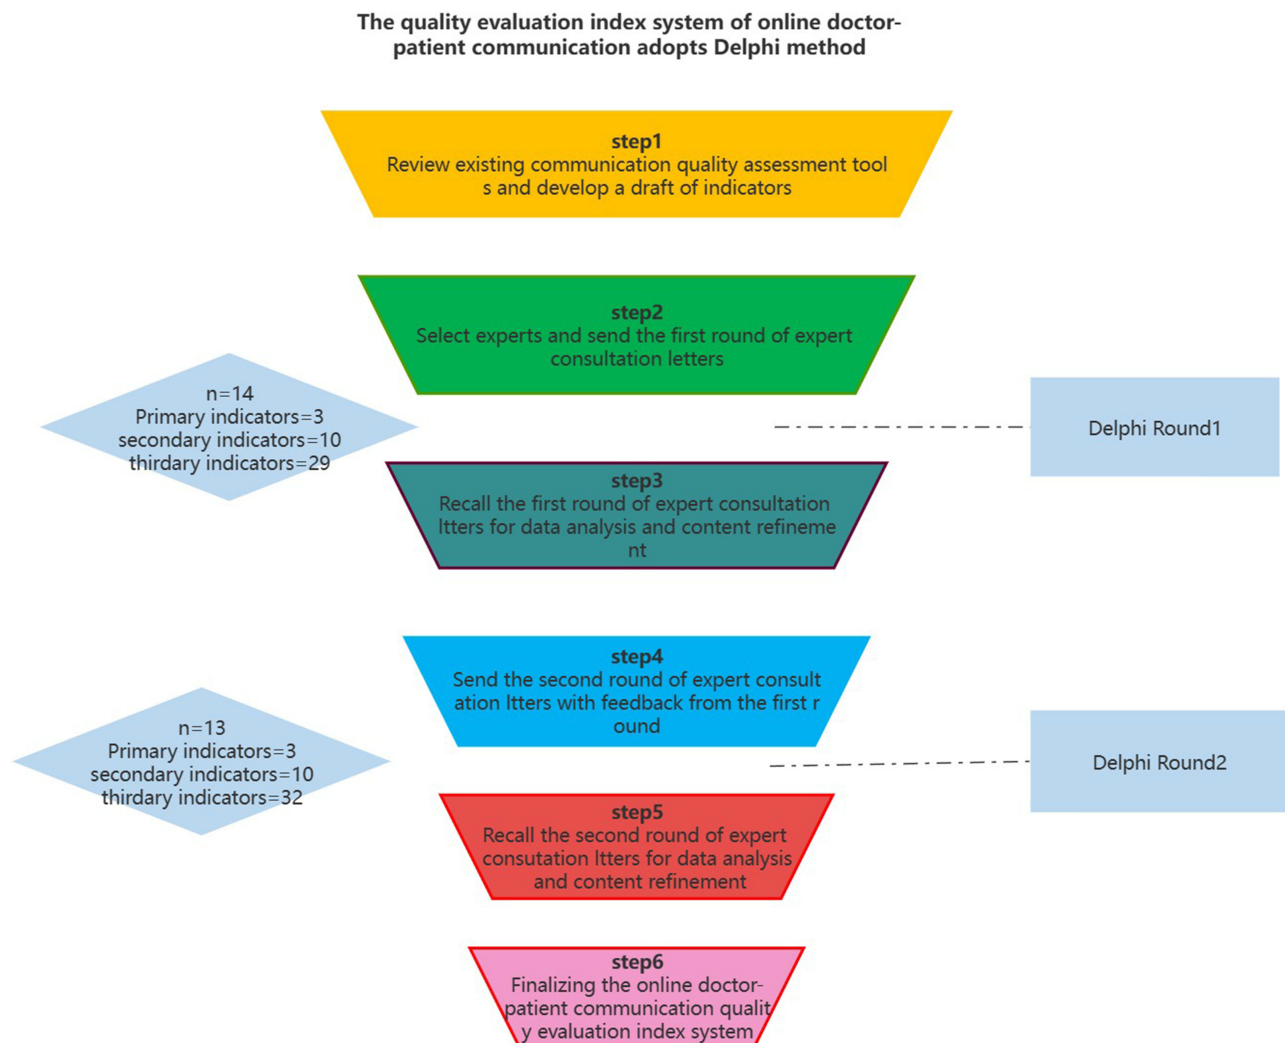 The quality evaluation index system of online doctor-
patient communication adopts Delphi method
step1
Review existing communication quality assessment tool
s and develop a draft of indicators
step2
Select experts and send the first round of expert
consultation letters
n=14
Primary indicators=3
secondary indicators=10
thirdary indicators=29
Delphi Round1
step3
Recall the first round of expert consultation
ltters for data analysis and content refineme
nt
step4
Send the second round of expert consult
ation ltters with feedback from the first r
ound
n=13
Primary indicators=3
secondary indicators=10
thirdary indicators=32
Delphi Round2
step5
Recall the second round of expert
consutation ltters for data analysis
and content refinement
step6
Finalizing the online doctor-
patient communication qualit
y evaluation index system